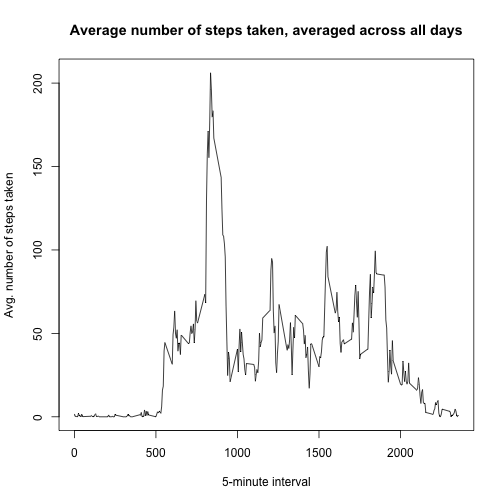 Average number of steps taken, averaged across all days
Avg. number of steps taken
200
150
100
50
0
0 500 1000 1500 2000
5-minute interval